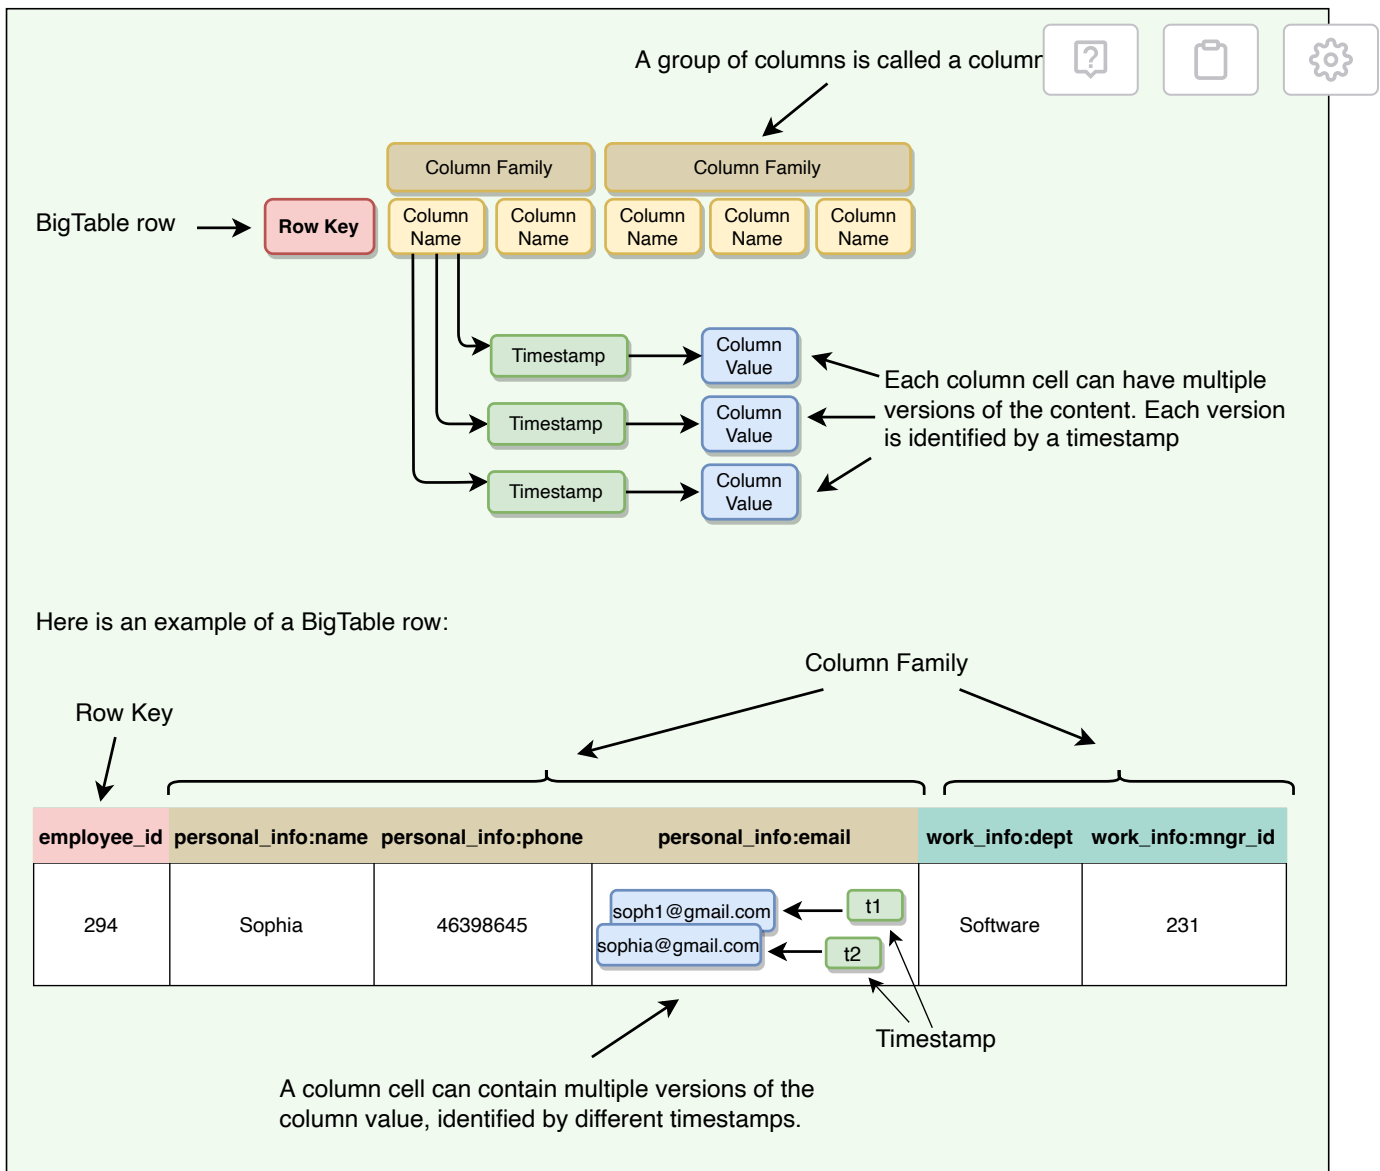 A group of columns is called a column
Column Family
Column Family
BigTable row
Row Key
Column
Name
Column
Name
Column
Name
Column
Name
Column
Name
Timestamp
Column
Value
Timestamp
Column
Value
Timestamp
Column
Value
Each column cell can have multiple
versions of the content. Each version
is identified by a timestamp
Here is an example of a BigTable row:
Column Family
Row Key
employee_id personal_info:name personal_info:phone personal_info:email work_info:dept work_info:mngr_id
294 Sophia 46398645 soph1@gmail.com t1 Software 231
sophia@gmail.com t2
Timestamp
A column cell can contain multiple versions of the
column value, identified by different timestamps.